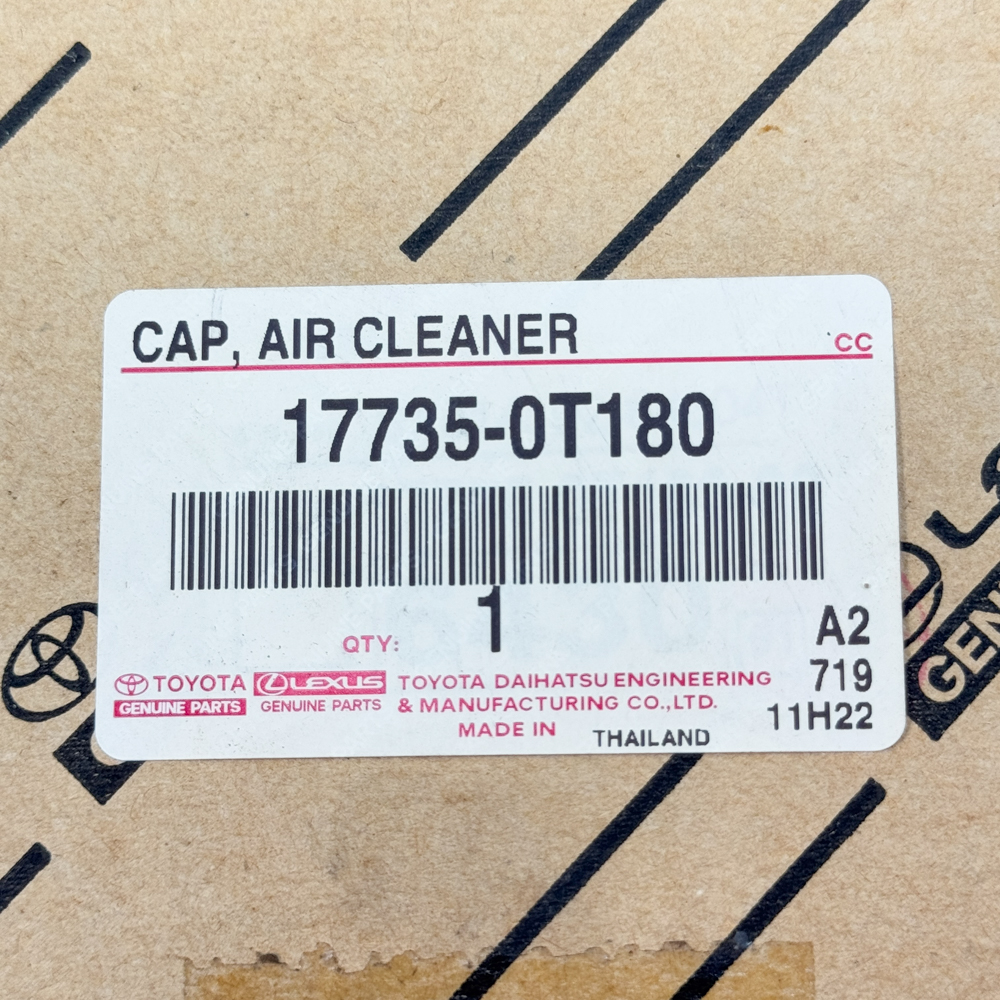 CAP, AIR CLEANER
CC
17735-0T180
1
QTY:
A2
719
11H22
TOYOTA
GENUINE PARTS
LEXUS
GENUINE PARTS
TOYOTA DAIHATSU ENGINEERING
& MANUFACTURING CO.,LTD.
MADE IN
THAILAND